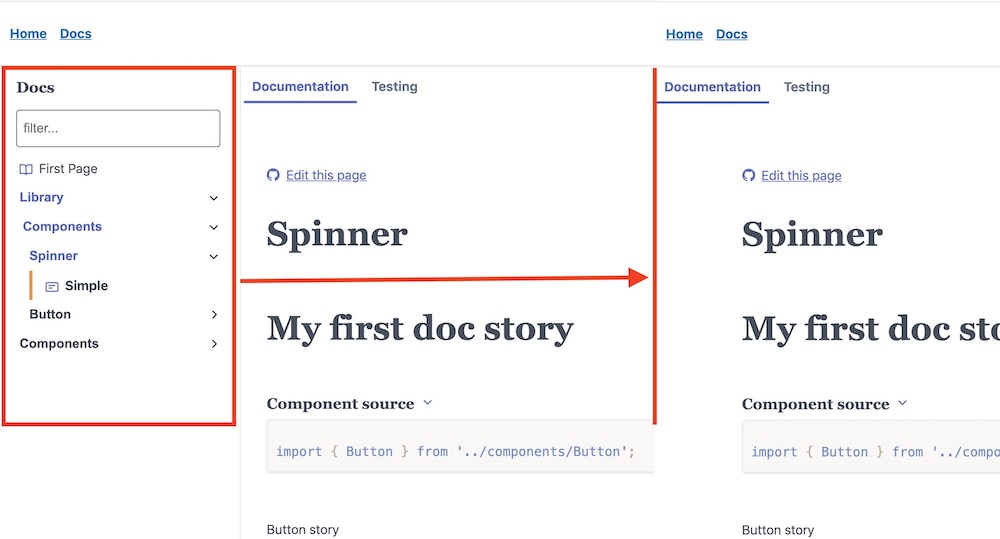 Home Docs
Docs
filter...
First Page
Library
Components
Spinner
Simple
Button
Components
Documentation Testing
Edit this page
Spinner
My first doc story
Component source
import { Button } from '../components/Button';
Button story
Home Docs
Documentation Testing
Edit this page
Spinner
My first doc sto
Component source
import { Button } from '../compo
Button story